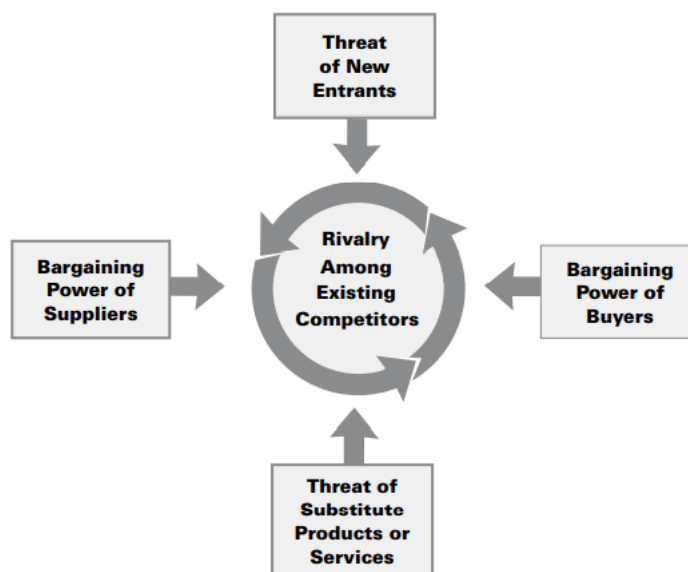 Threat
of New
Entrants
Bargaining
Power of
Suppliers
Rivalry
Among
Existing
Competitors
Bargaining
Power of
Buyers
Threat of
Substitute
Products or
Services